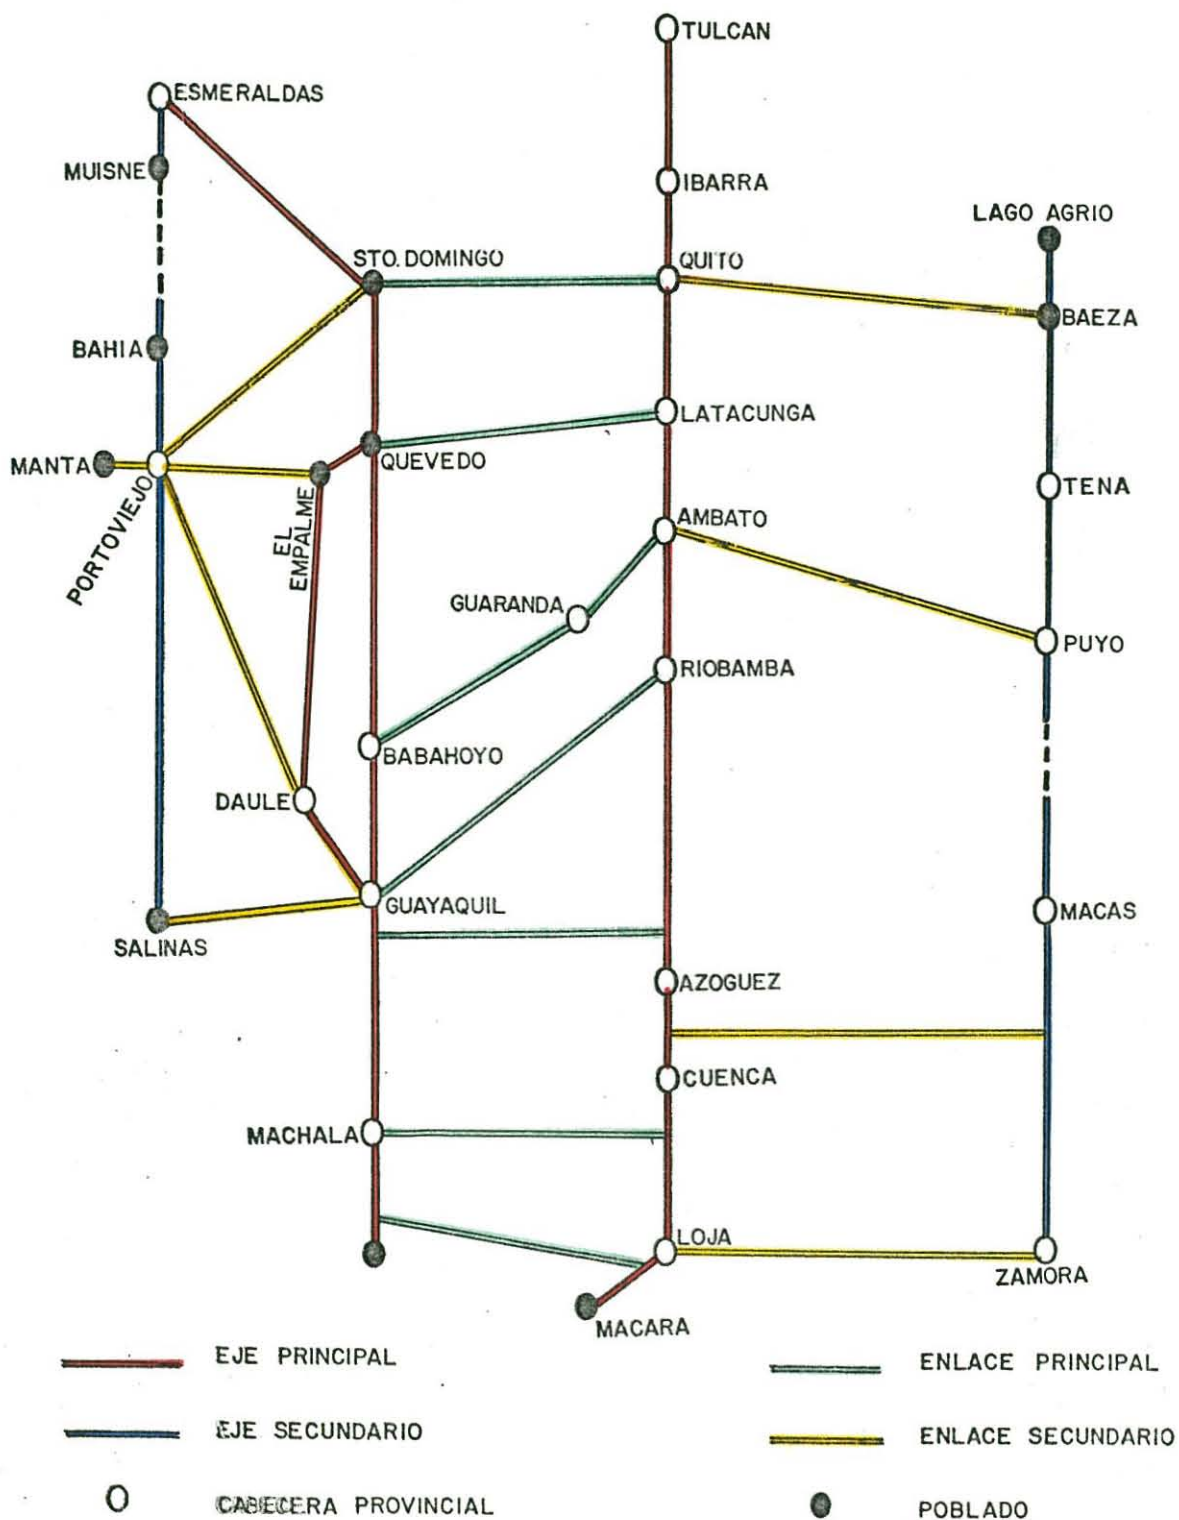 TULCAN
ESMERALDAS
MUISNE
IBARRA
LAGO AGRIO
STO. DOMINGO
QUITO
BAEZA
BAHIA
LATACUNGA
MANTA
QUEVEDO
PORTOVIEJO
EL
EMPALME
TENA
AMBATO
GUARANDA
PUYO
RIOBAMBA
BABAHOYO
DAULE
GUAYAQUIL
MACAS
SALINAS
AZOGUEZ
CUENCA
MACHALA
LOJA
ZAMORA
MACARA
EJE PRINCIPAL
ENLACE PRINCIPAL
EJE SECUNDARIO
ENLACE SECUNDARIO
CABECERA PROVINCIAL
POBLADO